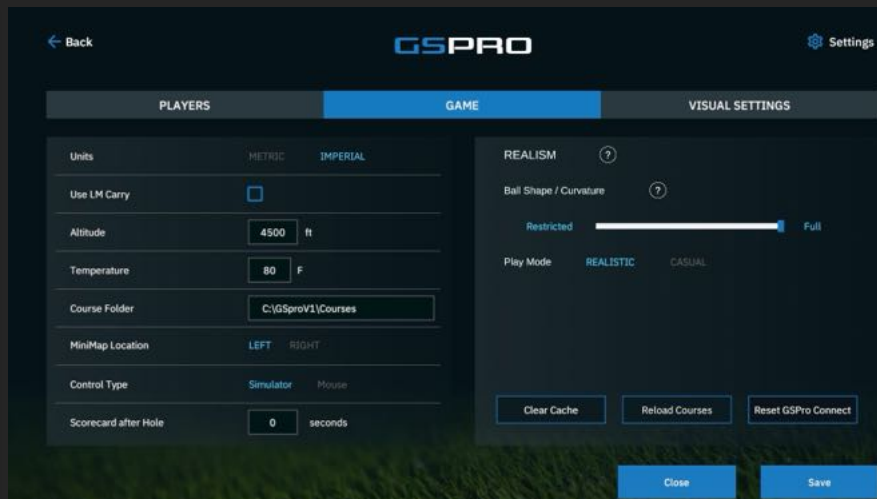 Back
GSPRO
Settings
PLAYERS
GAME
VISUAL SETTINGS
Units
METRIC IMPERIAL
Use LM Carry
Altitude
4500 ft
Temperature
80 F
Course Folder
C:\GSproV1\Courses
MiniMap Location
LEFT RIGHT
Control Type
Simulator Mouse
Scorecard after Hole
0 seconds
REALISM ?
Ball Shape / Curvature ?
Restricted Full
Play Mode REALISTIC CASUAL
Clear Cache
Reload Courses
Reset GSPro Connect
Close
Save